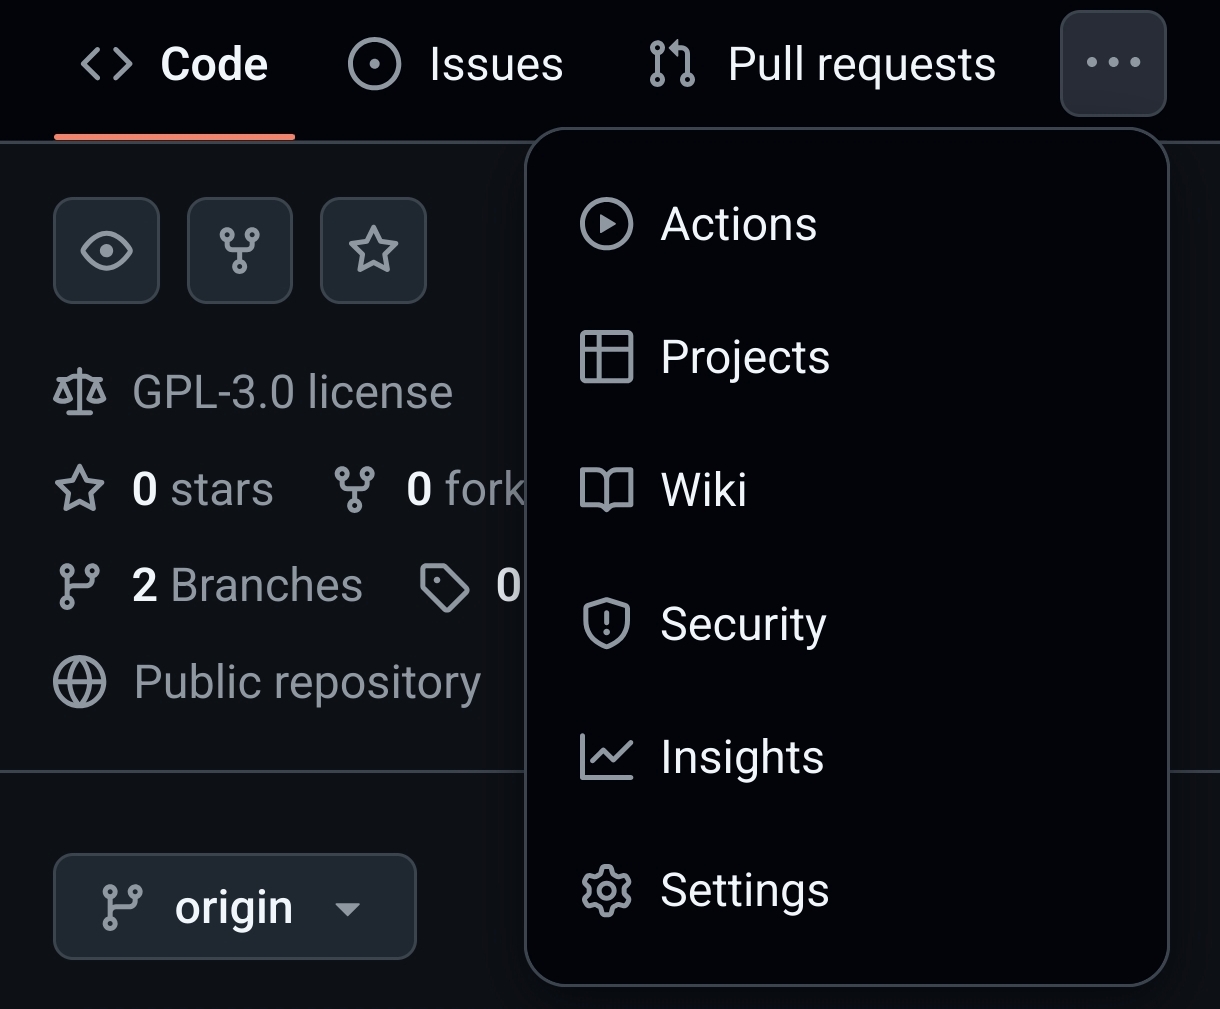 Code Issues Pull requests
Actions
Projects
Wiki
Security
Insights
Settings
GPL-3.0 license
0 stars 0 fork
2 Branches 0
Public repository
origin